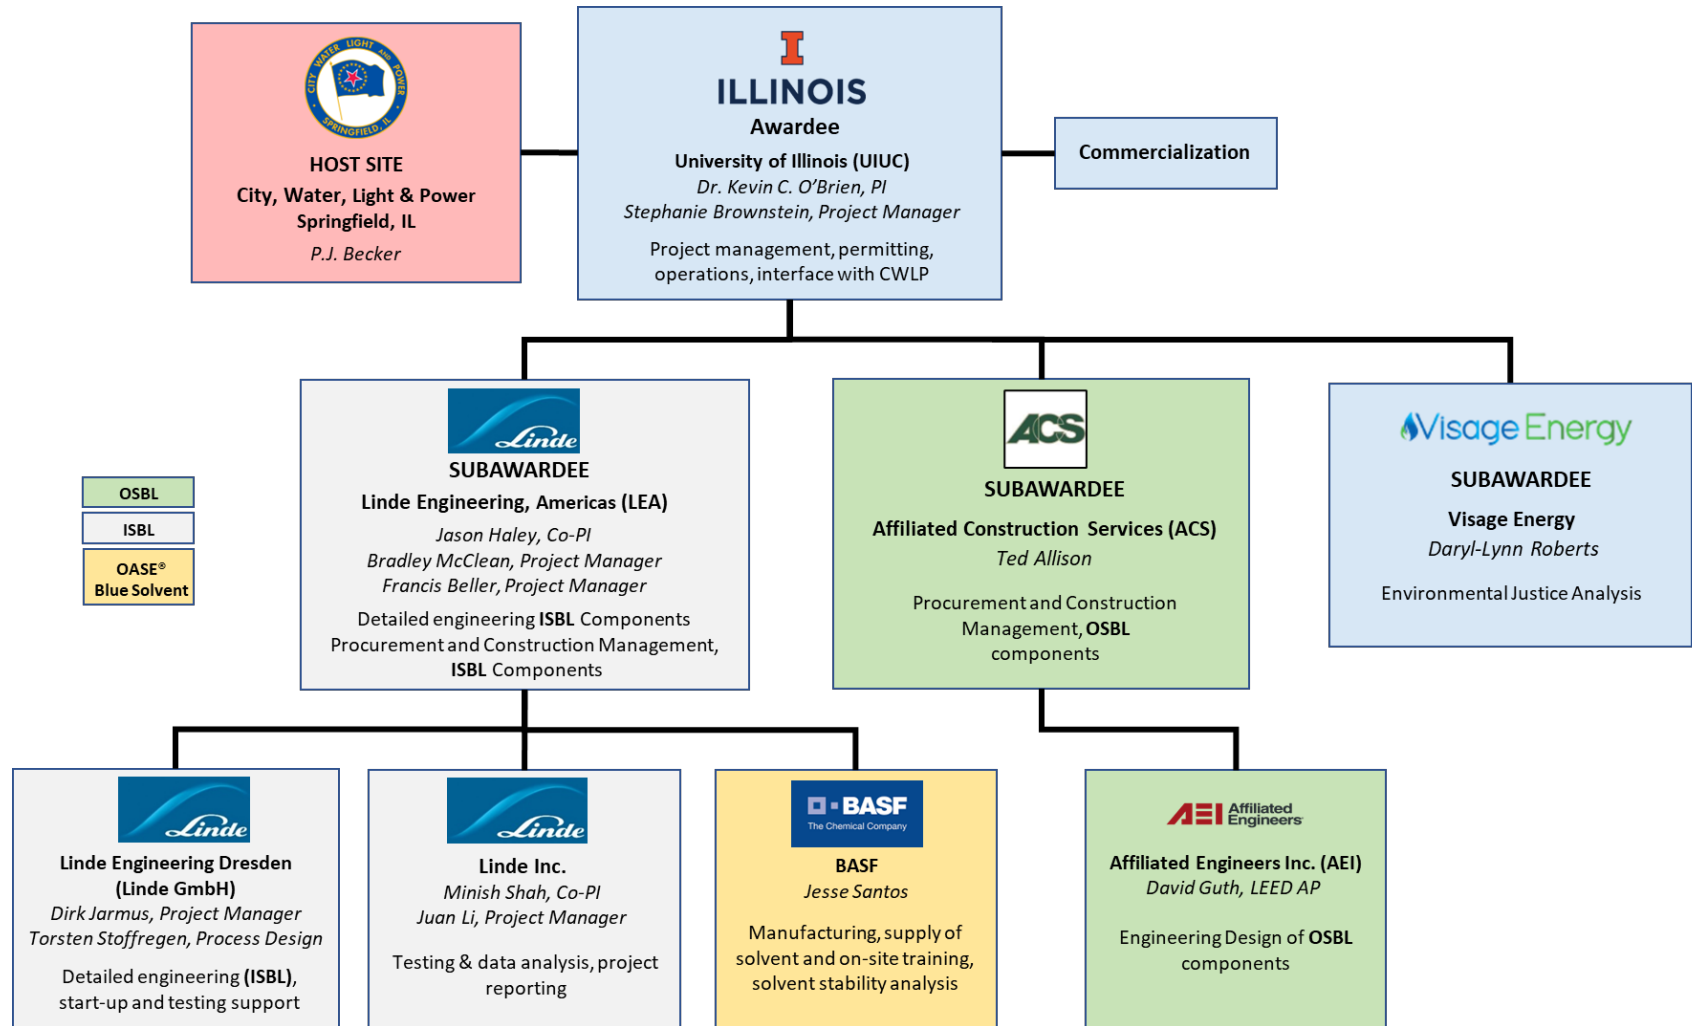 CITY WATER LIGHT AND POWER
SPRINGFIELD, IL
HOST SITE
City, Water, Light & Power
Springfield, IL
P.J. Becker
I
ILLINOIS
Awardee
University of Illinois (UIUC)
Dr. Kevin C. O’Brien, PI
Stephanie Brownstein, Project Manager
Project management, permitting,
operations, interface with CWLP
Commercialization
Linde
SUBAWARDEE
Linde Engineering, Americas (LEA)
Jason Haley, Co-PI
Bradley McClean, Project Manager
Francis Beller, Project Manager
Detailed engineering ISBL Components
Procurement and Construction Management,
ISBL Components
ACS
SUBAWARDEE
Affiliated Construction Services (ACS)
Ted Allison
Procurement and Construction
Management, OSBL
components
Visage Energy
SUBAWARDEE
Visage Energy
Daryl-Lynn Roberts
Environmental Justice Analysis
OSBL
ISBL
OASE®
Blue Solvent
Linde
Linde Engineering Dresden
(Linde GmbH)
Dirk Jarmus, Project Manager
Torsten Stoffregen, Process Design
Detailed engineering (ISBL),
start-up and testing support
Linde
Linde Inc.
Minish Shah, Co-PI
Juan Li, Project Manager
Testing & data analysis, project
reporting
BASF
The Chemical Company
BASF
Jesse Santos
Manufacturing, supply of
solvent and on-site training,
solvent stability analysis
AEI Affiliated
Engineers
Affiliated Engineers Inc. (AEI)
David Guth, LEED AP
Engineering Design of OSBL
components